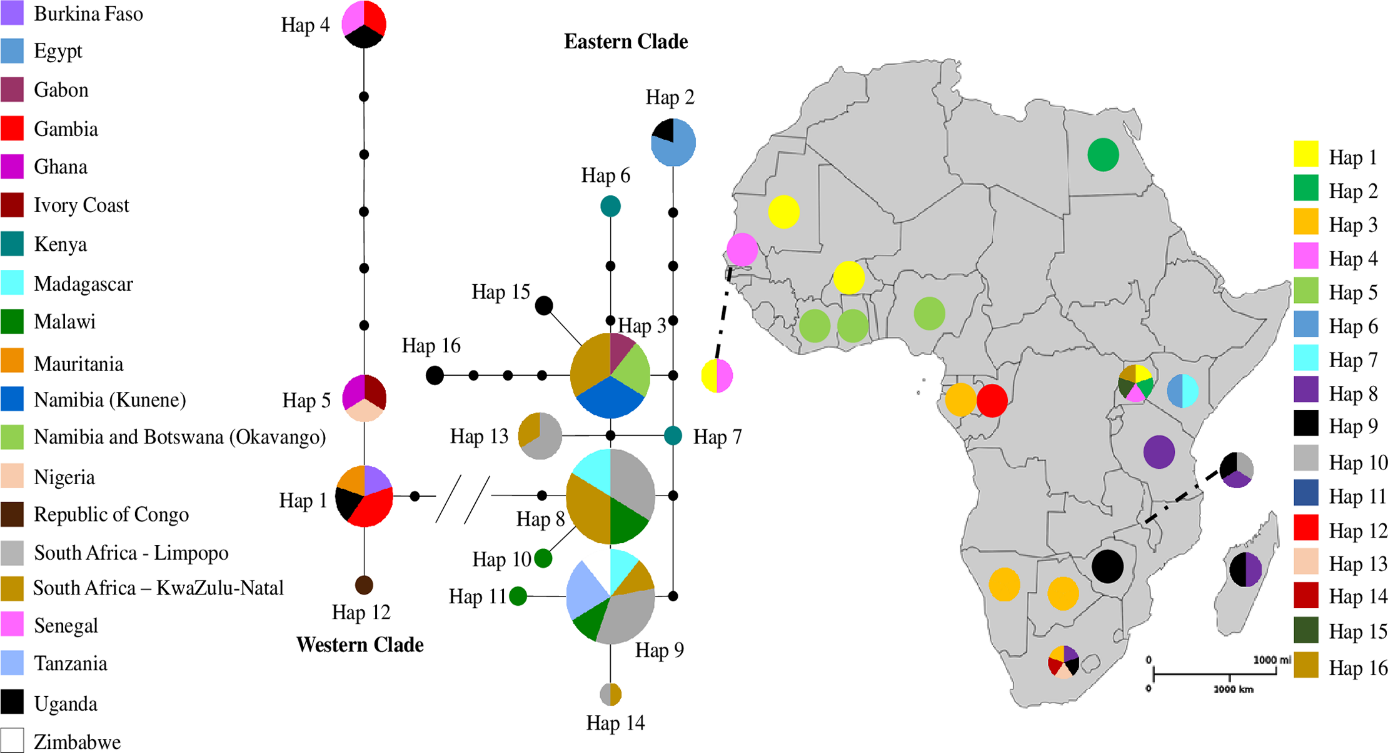 Burkina Faso
Egypt
Gabon
Gambia
Ghana
Ivory Coast
Kenya
Madagascar
Malawi
Mauritania
Namibia (Kunene)
Namibia and Botswana (Okavango)
Nigeria
Republic of Congo
South Africa - Limpopo
South Africa – KwaZulu-Natal
Senegal
Tanzania
Uganda
Zimbabwe
Hap 4
Hap 5
Hap 1
Hap 12
Western Clade
Eastern Clade
Hap 2
Hap 6
Hap 15
Hap 3
Hap 16
Hap 13
Hap 7
Hap 8
Hap 10
Hap 11
Hap 9
Hap 14
0 1000 mi
0 1000 km
Hap 1
Hap 2
Hap 3
Hap 4
Hap 5
Hap 6
Hap 7
Hap 8
Hap 9
Hap 10
Hap 11
Hap 12
Hap 13
Hap 14
Hap 15
Hap 16